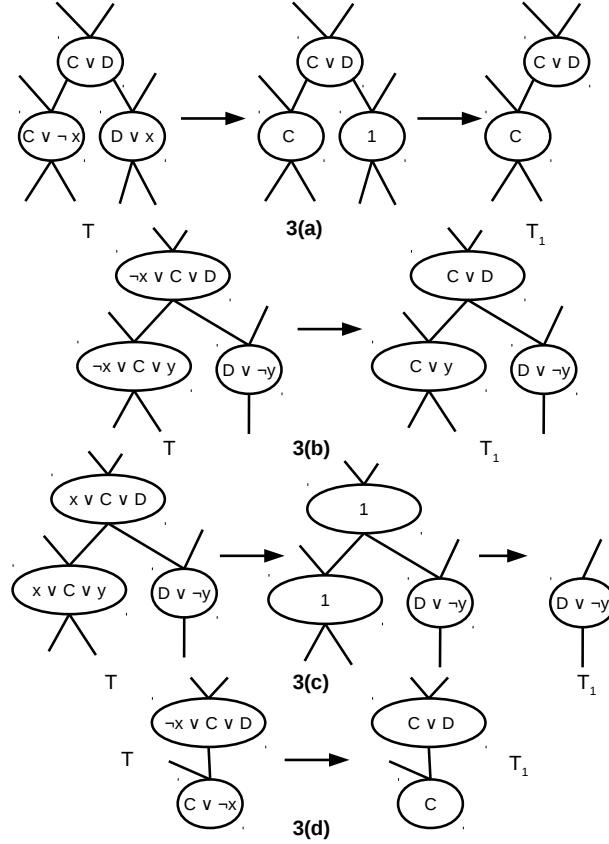 C ∨ D C ∨ D C ∨ D
C ∨ ¬ x D ∨ x C 1 C
T 3(a) T₁
¬x ∨ C ∨ D C ∨ D
¬x ∨ C ∨ y D ∨ ¬y C ∨ y D ∨ ¬y
T 3(b) T₁
x ∨ C ∨ D 1
x ∨ C ∨ y D ∨ ¬y 1 D ∨ ¬y D ∨ ¬y
T 3(c) T₁
¬x ∨ C ∨ D C ∨ D
T T₁
C ∨ ¬x C
3(d)